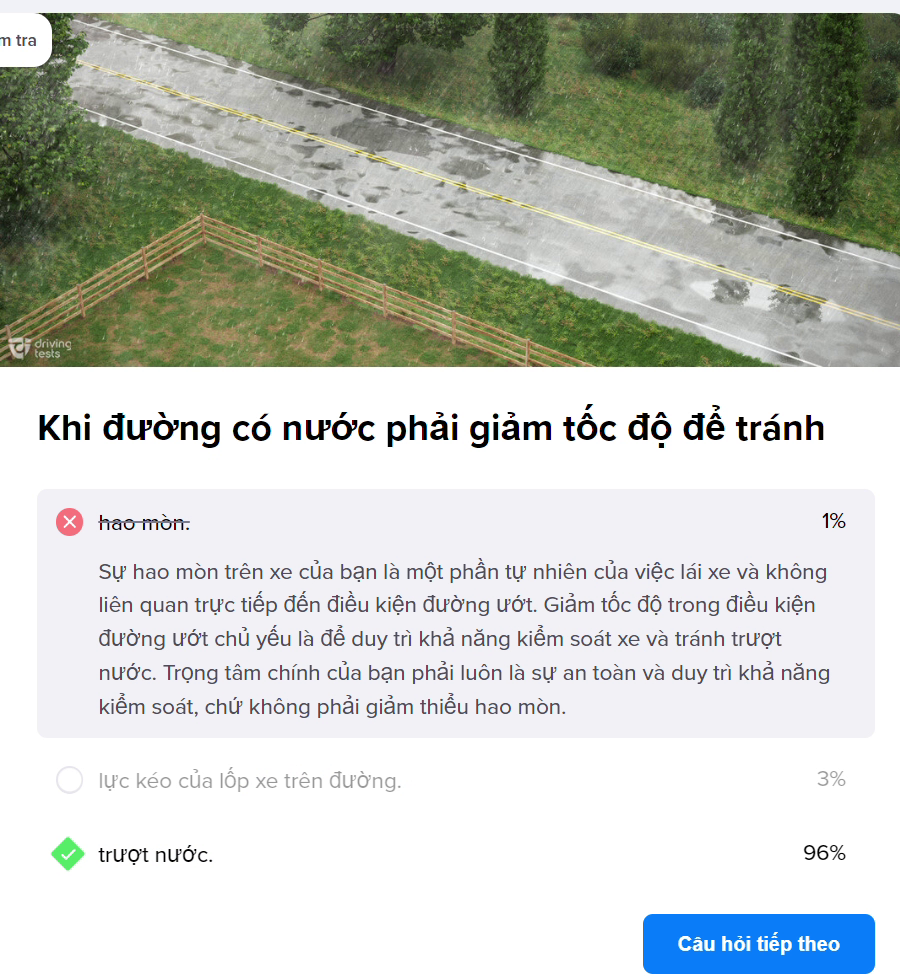 m tra
driving
tests
Khi đường có nước phải giảm tốc độ để tránh
hao mòn.
1%
Sự hao mòn trên xe của bạn là một phần tự nhiên của việc lái xe và không
liên quan trực tiếp đến điều kiện đường ướt. Giảm tốc độ trong điều kiện
đường ướt chủ yếu là để duy trì khả năng kiểm soát xe và tránh trượt
nước. Trọng tâm chính của bạn phải luôn là sự an toàn và duy trì khả năng
kiểm soát, chứ không phải giảm thiểu hao mòn.
lực kéo của lốp xe trên đường.
3%
trượt nước.
96%
Câu hỏi tiếp theo